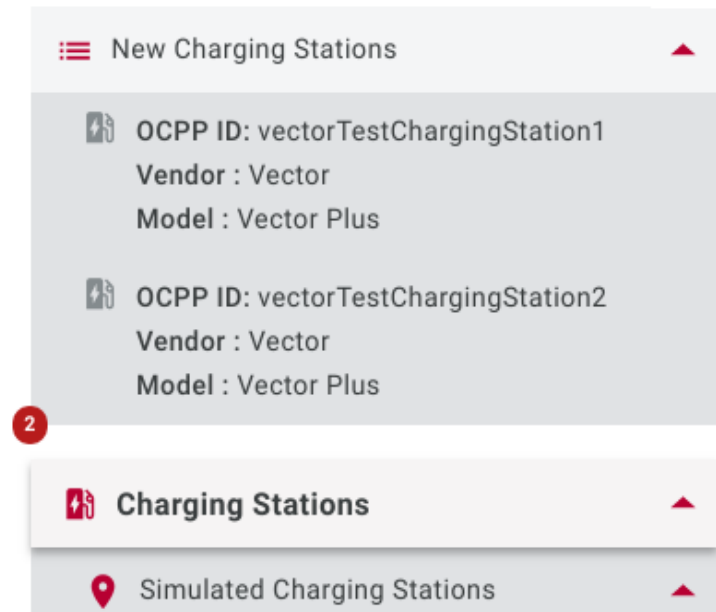 New Charging Stations
OCPP ID: vectorTestChargingStation1
Vendor : Vector
Model : Vector Plus
OCPP ID: vectorTestChargingStation2
Vendor : Vector
Model : Vector Plus
2
Charging Stations
Simulated Charging Stations